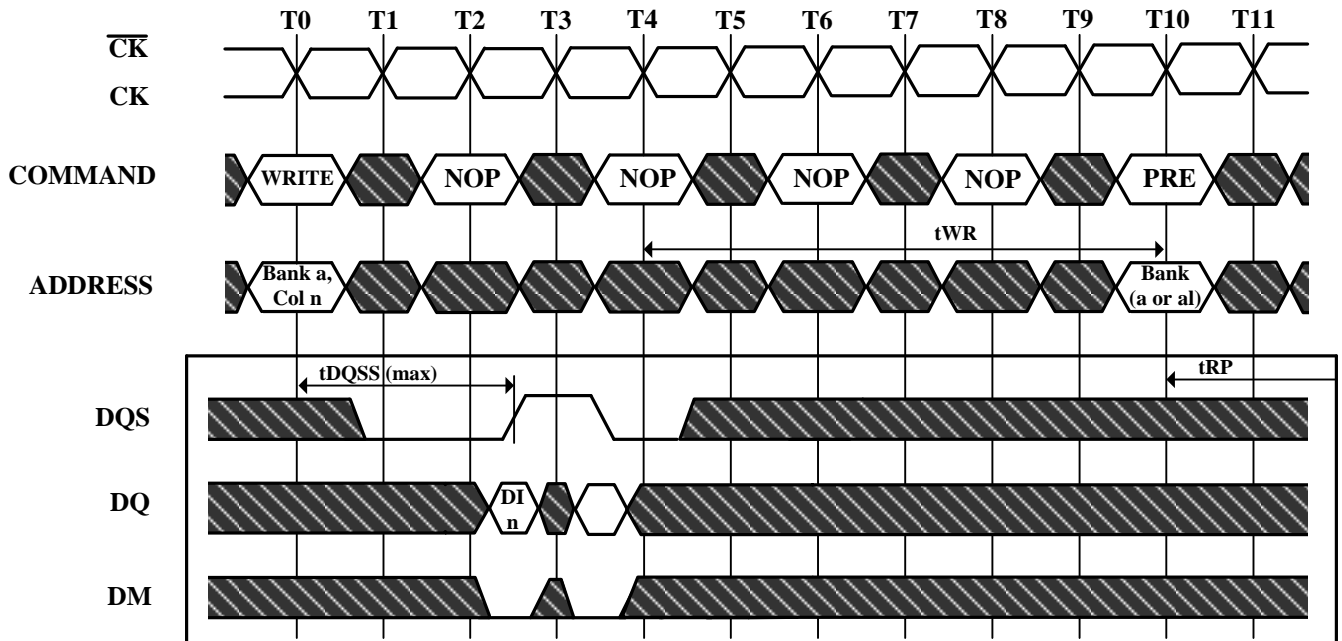 T0 T1 T2 T3 T4 T5 T6 T7 T8 T9 T10 T11
CK
CK
COMMAND WRITE NOP NOP NOP NOP PRE
tWR
ADDRESS Bank a, Bank
Col n (a or al)
tDQSS (max) tRP
DQS
DQ DI
n
DM